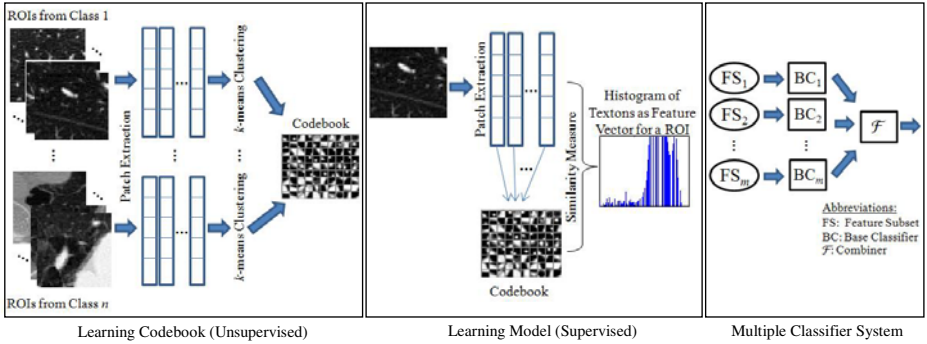 ROIs from Class 1
Patch Extraction
k-means Clustering
k-means Clustering
Codebook
ROIs from Class n
Learning Codebook (Unsupervised)
Patch Extraction
Codebook
Similarity Measure
Histogram of
Textons as Feature
Vector for a ROI
Learning Model (Supervised)
FS1
BC1
FS2
BC2
ℱ
FSm
BCm
Abbreviations:
FS: Feature Subset
BC: Base Classifier
ℱ: Combiner
Multiple Classifier System